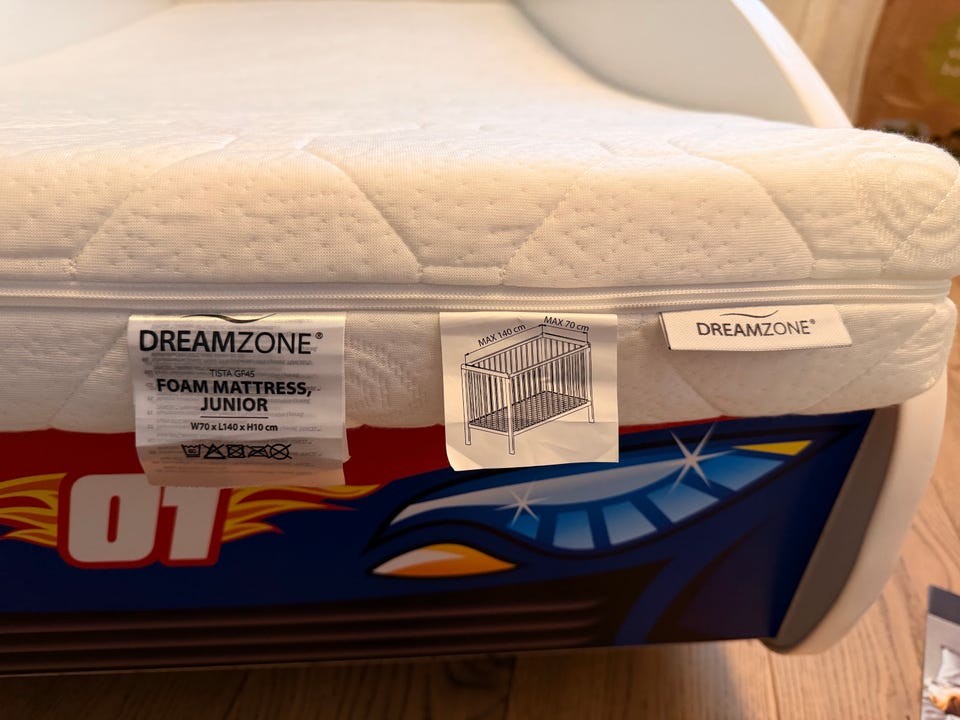 DREAMZONE®
TISTA GF45
FOAM MATTRESS,
JUNIOR
W70 x L140 x H10 cm
MAX 140 cm
MAX 70 cm
DREAMZONE®
01